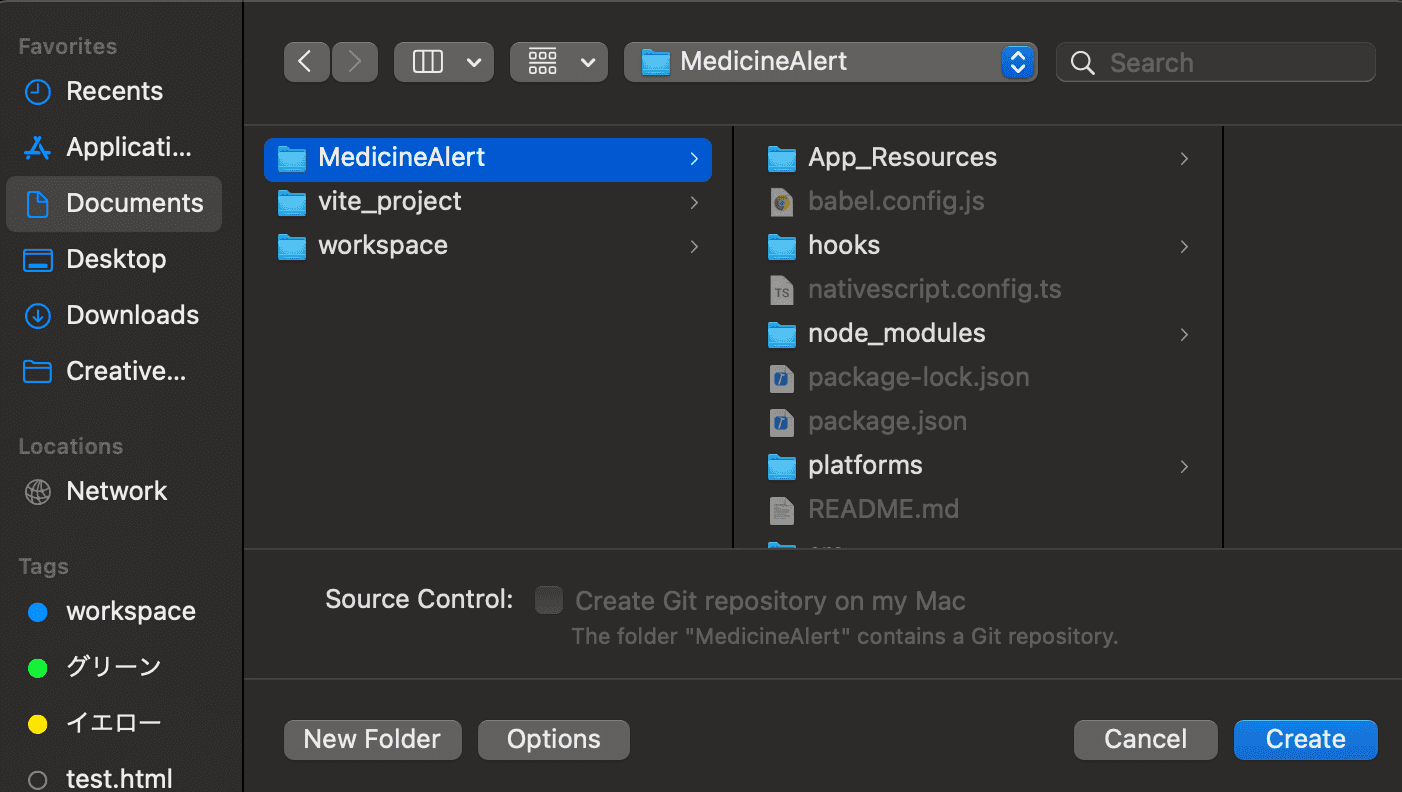 Favorites
Recents
Applicati...
Documents
Desktop
Downloads
Creative...
Locations
Network
Tags
workspace
グリーン
イエロー
test.html
MedicineAlert
Search
MedicineAlert
vite_project
workspace
App_Resources
babel.config.js
hooks
nativescript.config.ts
TS
node_modules
package-lock.json
package.json
platforms
README.md
Source Control:
Create Git repository on my Mac
The folder "MedicineAlert" contains a Git repository.
New Folder
Options
Cancel
Create